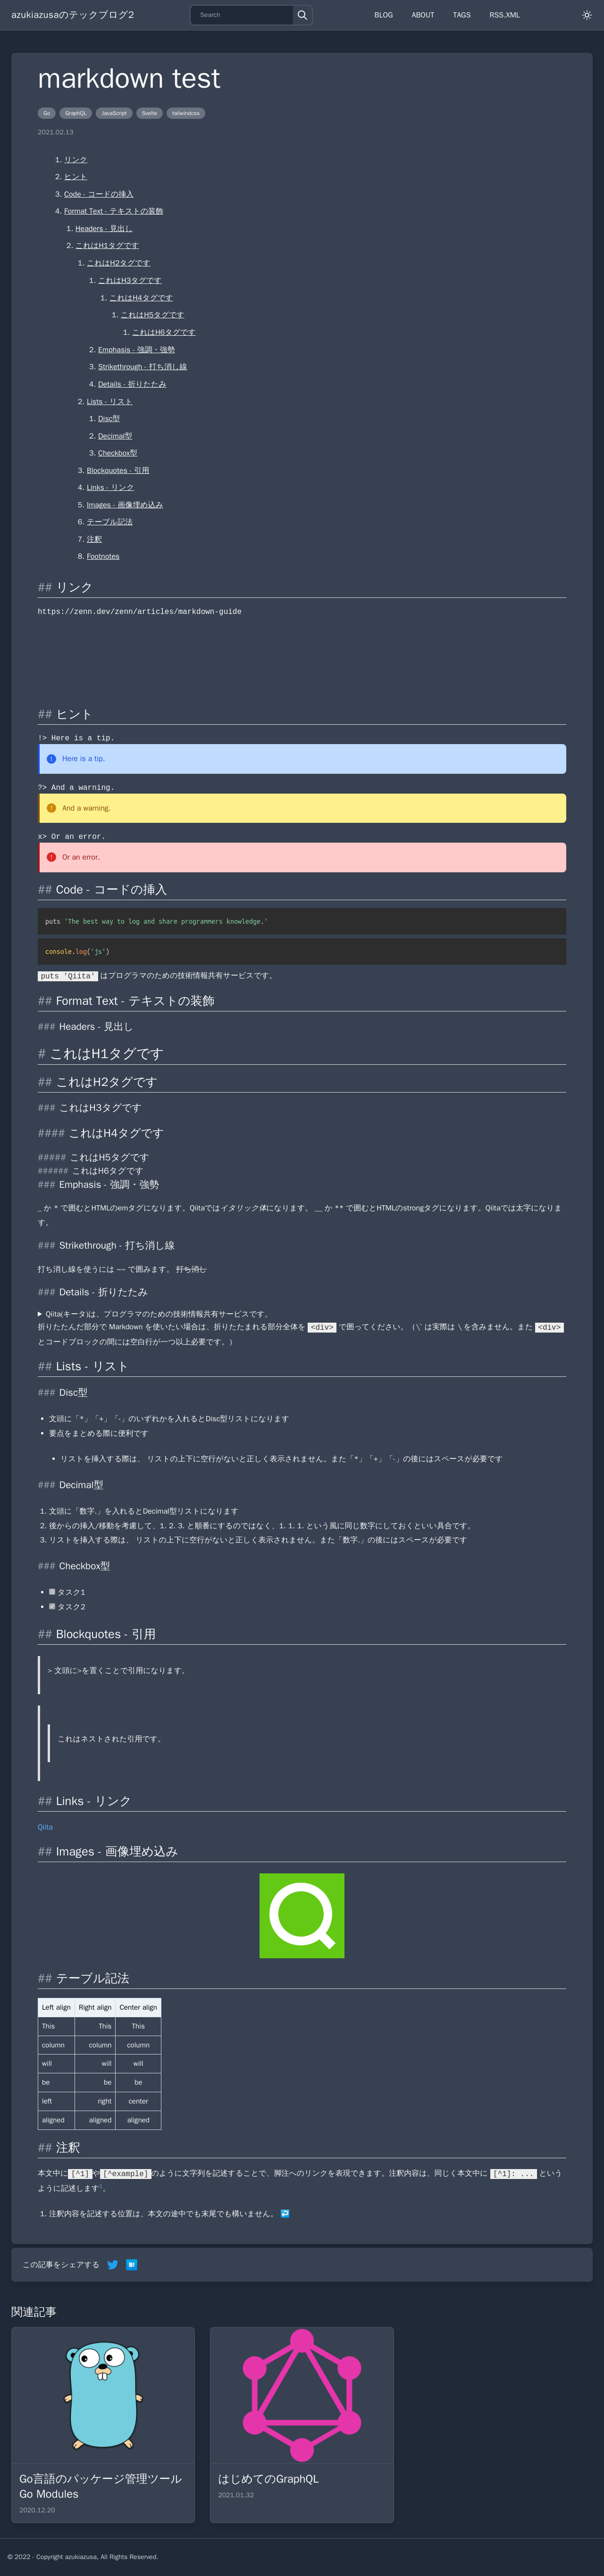 azukiazusaのテックブログ2
Search
BLOG ABOUT TAGS RSS.XML
markdown test
Go GraphQL JavaScript Svelte tailwindcss
2021.02.13
1. リンク
2. ヒント
3. Code - コードの挿入
4. Format Text - テキストの装飾
1. Headers - 見出し
2. これはH1タグです
1. これはH2タグです
1. これはH3タグです
1. これはH4タグです
1. これはH5タグです
1. これはH6タグです
2. Emphasis - 強調・強勢
3. Strikethrough - 打ち消し線
4. Details - 折りたたみ
2. Lists - リスト
1. Disc型
2. Decimal型
3. Checkbox型
3. Blockquotes - 引用
4. Links - リンク
5. Images - 画像埋め込み
6. テーブル記法
7. 注釈
8. Footnotes
## リンク
https://zenn.dev/zenn/articles/markdown-guide
## ヒント
!> Here is a tip.
Here is a tip.
?> And a warning.
And a warning.
x> Or an error.
Or an error.
## Code - コードの挿入
puts 'The best way to log and share programmers knowledge.'
console.log('js')
puts 'Qiita' はプログラマのための技術情報共有サービスです。
## Format Text - テキストの装飾
### Headers - 見出し
# これはH1タグです
## これはH2タグです
### これはH3タグです
#### これはH4タグです
##### これはH5タグです
###### これはH6タグです
### Emphasis - 強調・強勢
_ か * で囲むとHTMLのemタグになります。Qiitaではイタリック体になります。 __ か ** で囲むとHTMLのstrongタグになります。Qiitaでは太字になりま
す。
### Strikethrough - 打ち消し線
打ち消し線を使うには ~~ で囲みます。 打ち消し
### Details - 折りたたみ
▶ Qiita(キータ)は、プログラマのための技術情報共有サービスです。
折りたたんだ部分で Markdown を使いたい場合は、折りたたまれる部分全体を <div> で囲ってください。（\` は実際は \ を含みません。また <div>
とコードブロックの間には空白行が一つ以上必要です。）
## Lists - リスト
### Disc型
• 文頭に「*」「+」「-」のいずれかを入れるとDisc型リストになります
• 要点をまとめる際に便利です
• リストを挿入する際は、 リストの上下に空行がないと正しく表示されません。また「*」「+」「-」の後にはスペースが必要です
### Decimal型
1. 文頭に「数字.」を入れるとDecimal型リストになります
2. 後からの挿入/移動を考慮して、1. 2. 3. と順番にするのではなく、1. 1. 1. という風に同じ数字にしておくといい具合です。
3. リストを挿入する際は、 リストの上下に空行がないと正しく表示されません。また「数字.」の後にはスペースが必要です
### Checkbox型
• タスク1
• タスク2
## Blockquotes - 引用
> 文頭に>を置くことで引用になります。
これはネストされた引用です。
## Links - リンク
Qiita
## Images - 画像埋め込み
## テーブル記法
Left align Right align Center align
This This This
column column column
will will will
be be be
left right center
aligned aligned aligned
## 注釈
本文中に[^1]や[^example]のように文字列を記述することで、脚注へのリンクを表現できます。注釈内容は、同じく本文中に [^1]: ... という
ように記述します1。
1. 注釈内容を記述する位置は、本文の途中でも末尾でも構いません。 ↩
この記事をシェアする B!
関連記事
Go言語のパッケージ管理ツール
Go Modules
2020.12.20
はじめてのGraphQL
2021.01.32
© 2022 - Copyright azukiazusa, All Rights Reserved.